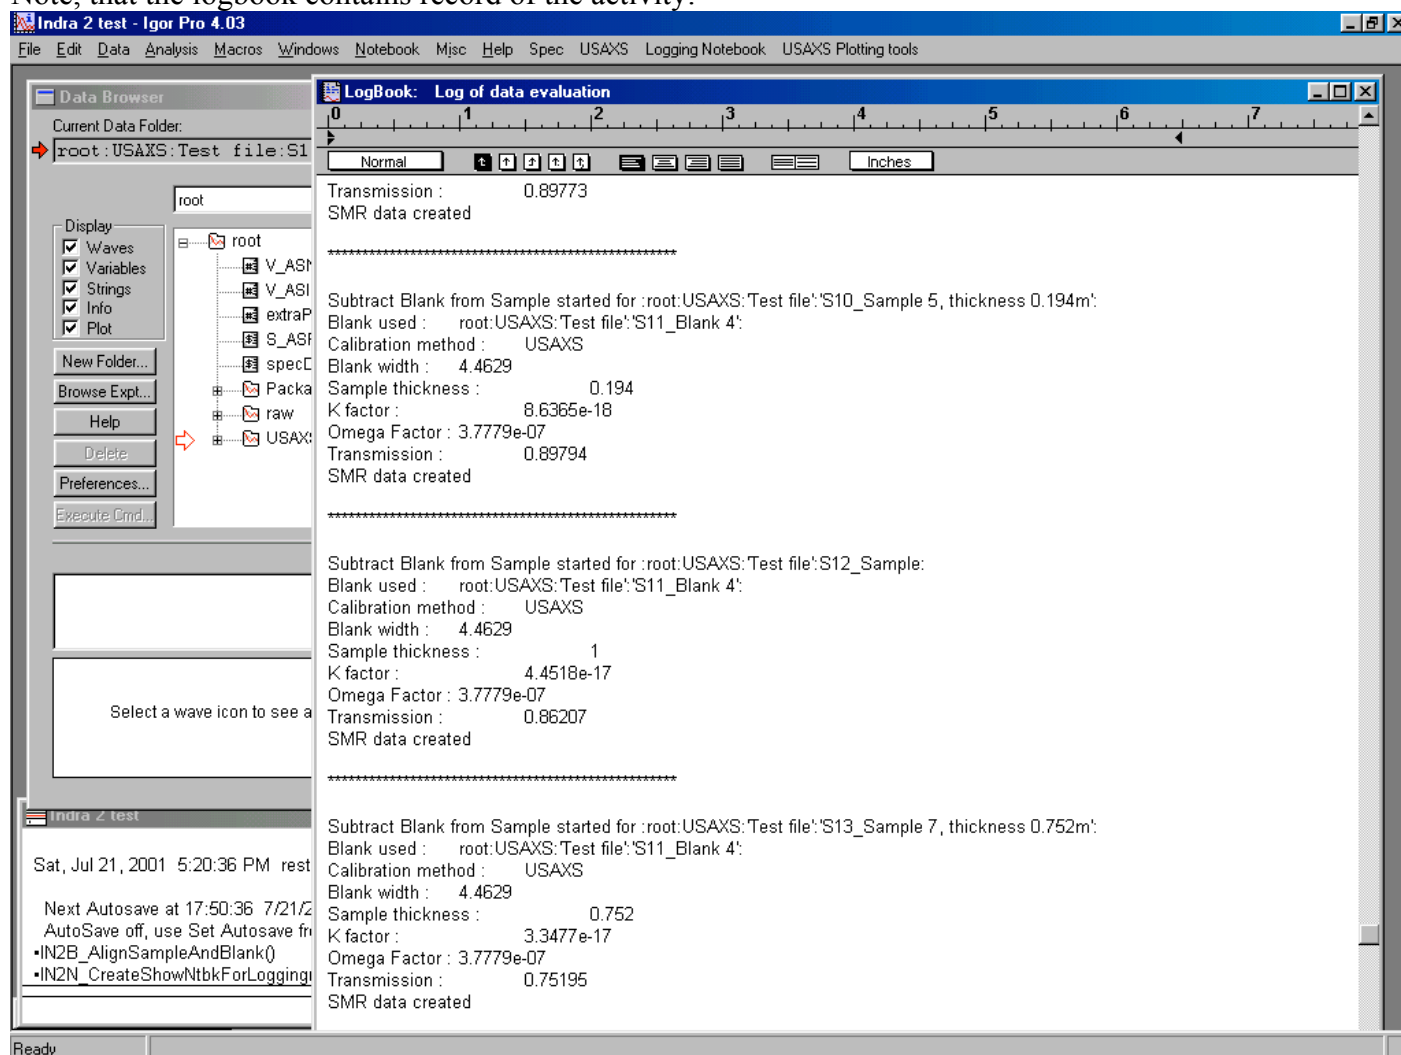 Note, that the logbook contains record of the activity.
Indra 2 test - Igor Pro 4.03
File Edit Data Analysis Macros Windows Notebook Misc Help Spec USAXS Logging Notebook USAXS Plotting tools
Data Browser
Current Data Folder:
root:USAXS:Test file:S1
root
Display
Waves
Variables
Strings
Info
Plot
New Folder...
Browse Expt...
Help
Delete
Preferences...
Execute Cmd...
root
V_ASN
V_ASI
extraP
S_ASF
specD
Packa
raw
USAXS
Select a wave icon to see a
Indra 2 test
Sat, Jul 21, 2001 5:20:36 PM rest
Next Autosave at 17:50:36 7/21/2
AutoSave off, use Set Autosave fr
•IN2B_AlignSampleAndBlank()
•IN2N_CreateShowNtbkForLogging
LogBook: Log of data evaluation
0 1 2 3 4 5 6 7
Normal Inches
Transmission : 0.89773
SMR data created
***************************************************
Subtract Blank from Sample started for :root:USAXS:'Test file':'S10_Sample 5, thickness 0.194m':
Blank used : root:USAXS:'Test file':'S11_Blank 4':
Calibration method : USAXS
Blank width : 4.4629
Sample thickness : 0.194
K factor : 8.6365e-18
Omega Factor : 3.7779e-07
Transmission : 0.89794
SMR data created
***************************************************
Subtract Blank from Sample started for :root:USAXS:'Test file':S12_Sample:
Blank used : root:USAXS:'Test file':'S11_Blank 4':
Calibration method : USAXS
Blank width : 4.4629
Sample thickness : 1
K factor : 4.4518e-17
Omega Factor : 3.7779e-07
Transmission : 0.86207
SMR data created
***************************************************
Subtract Blank from Sample started for :root:USAXS:'Test file':'S13_Sample 7, thickness 0.752m':
Blank used : root:USAXS:'Test file':'S11_Blank 4':
Calibration method : USAXS
Blank width : 4.4629
Sample thickness : 0.752
K factor : 3.3477e-17
Omega Factor : 3.7779e-07
Transmission : 0.75195
SMR data created
Ready